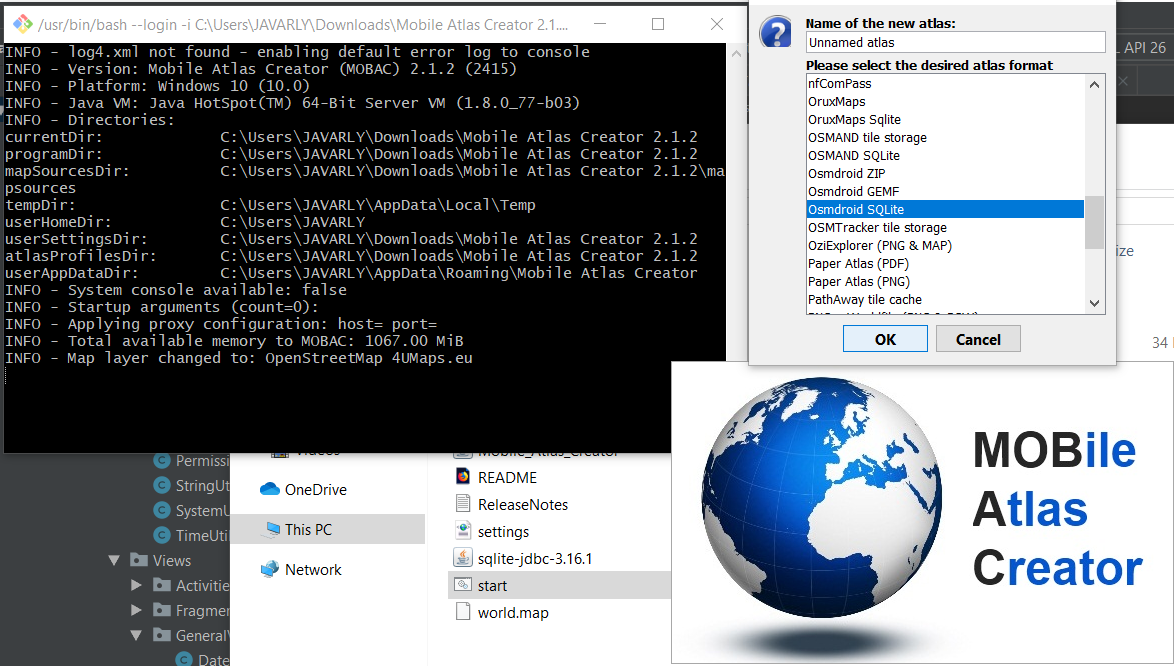 /usr/bin/bash --login -i C:\Users\JAVARLY\Downloads\Mobile Atlas Creator 2.1....
INFO - log4.xml not found - enabling default error log to console
INFO - Version: Mobile Atlas Creator (MOBAC) 2.1.2 (2415)
INFO - Platform: Windows 10 (10.0)
INFO - Java VM: Java HotSpot(TM) 64-Bit Server VM (1.8.0_77-b03)
INFO - Directories:
currentDir: C:\Users\JAVARLY\Downloads\Mobile Atlas Creator 2.1.2
programDir: C:\Users\JAVARLY\Downloads\Mobile Atlas Creator 2.1.2
mapSourcesDir: C:\Users\JAVARLY\Downloads\Mobile Atlas Creator 2.1.2\ma
psources
tempDir: C:\Users\JAVARLY\AppData\Local\Temp
userHomeDir: C:\Users\JAVARLY
userSettingsDir: C:\Users\JAVARLY\Downloads\Mobile Atlas Creator 2.1.2
atlasProfilesDir: C:\Users\JAVARLY\Downloads\Mobile Atlas Creator 2.1.2
userAppDataDir: C:\Users\JAVARLY\AppData\Roaming\Mobile Atlas Creator
INFO - System console available: false
INFO - Startup arguments (count=0):
INFO - Applying proxy configuration: host= port=
INFO - Total available memory to MOBAC: 1067.00 MiB
INFO - Map layer changed to: OpenStreetMap 4UMaps.eu
Name of the new atlas:
Unnamed atlas
Please select the desired atlas format
nfComPass
OruxMaps
OruxMaps Sqlite
OSMAND tile storage
OSMAND SQLite
Osmdroid ZIP
Osmdroid GEMF
Osmdroid SQLite
OSMTracker tile storage
OziExplorer (PNG & MAP)
Paper Atlas (PDF)
Paper Atlas (PNG)
PathAway tile cache
OK
Cancel
API 26
ize
34
Permissi
StringUt
SystemU
TimeUtil
Views
Activitie
Fragmer
General
Date
Videos
OneDrive
This PC
Network
Mobile_Atlas_Creator
README
ReleaseNotes
settings
sqlite-jdbc-3.16.1
start
world.map
MOBile
Atlas
Creator